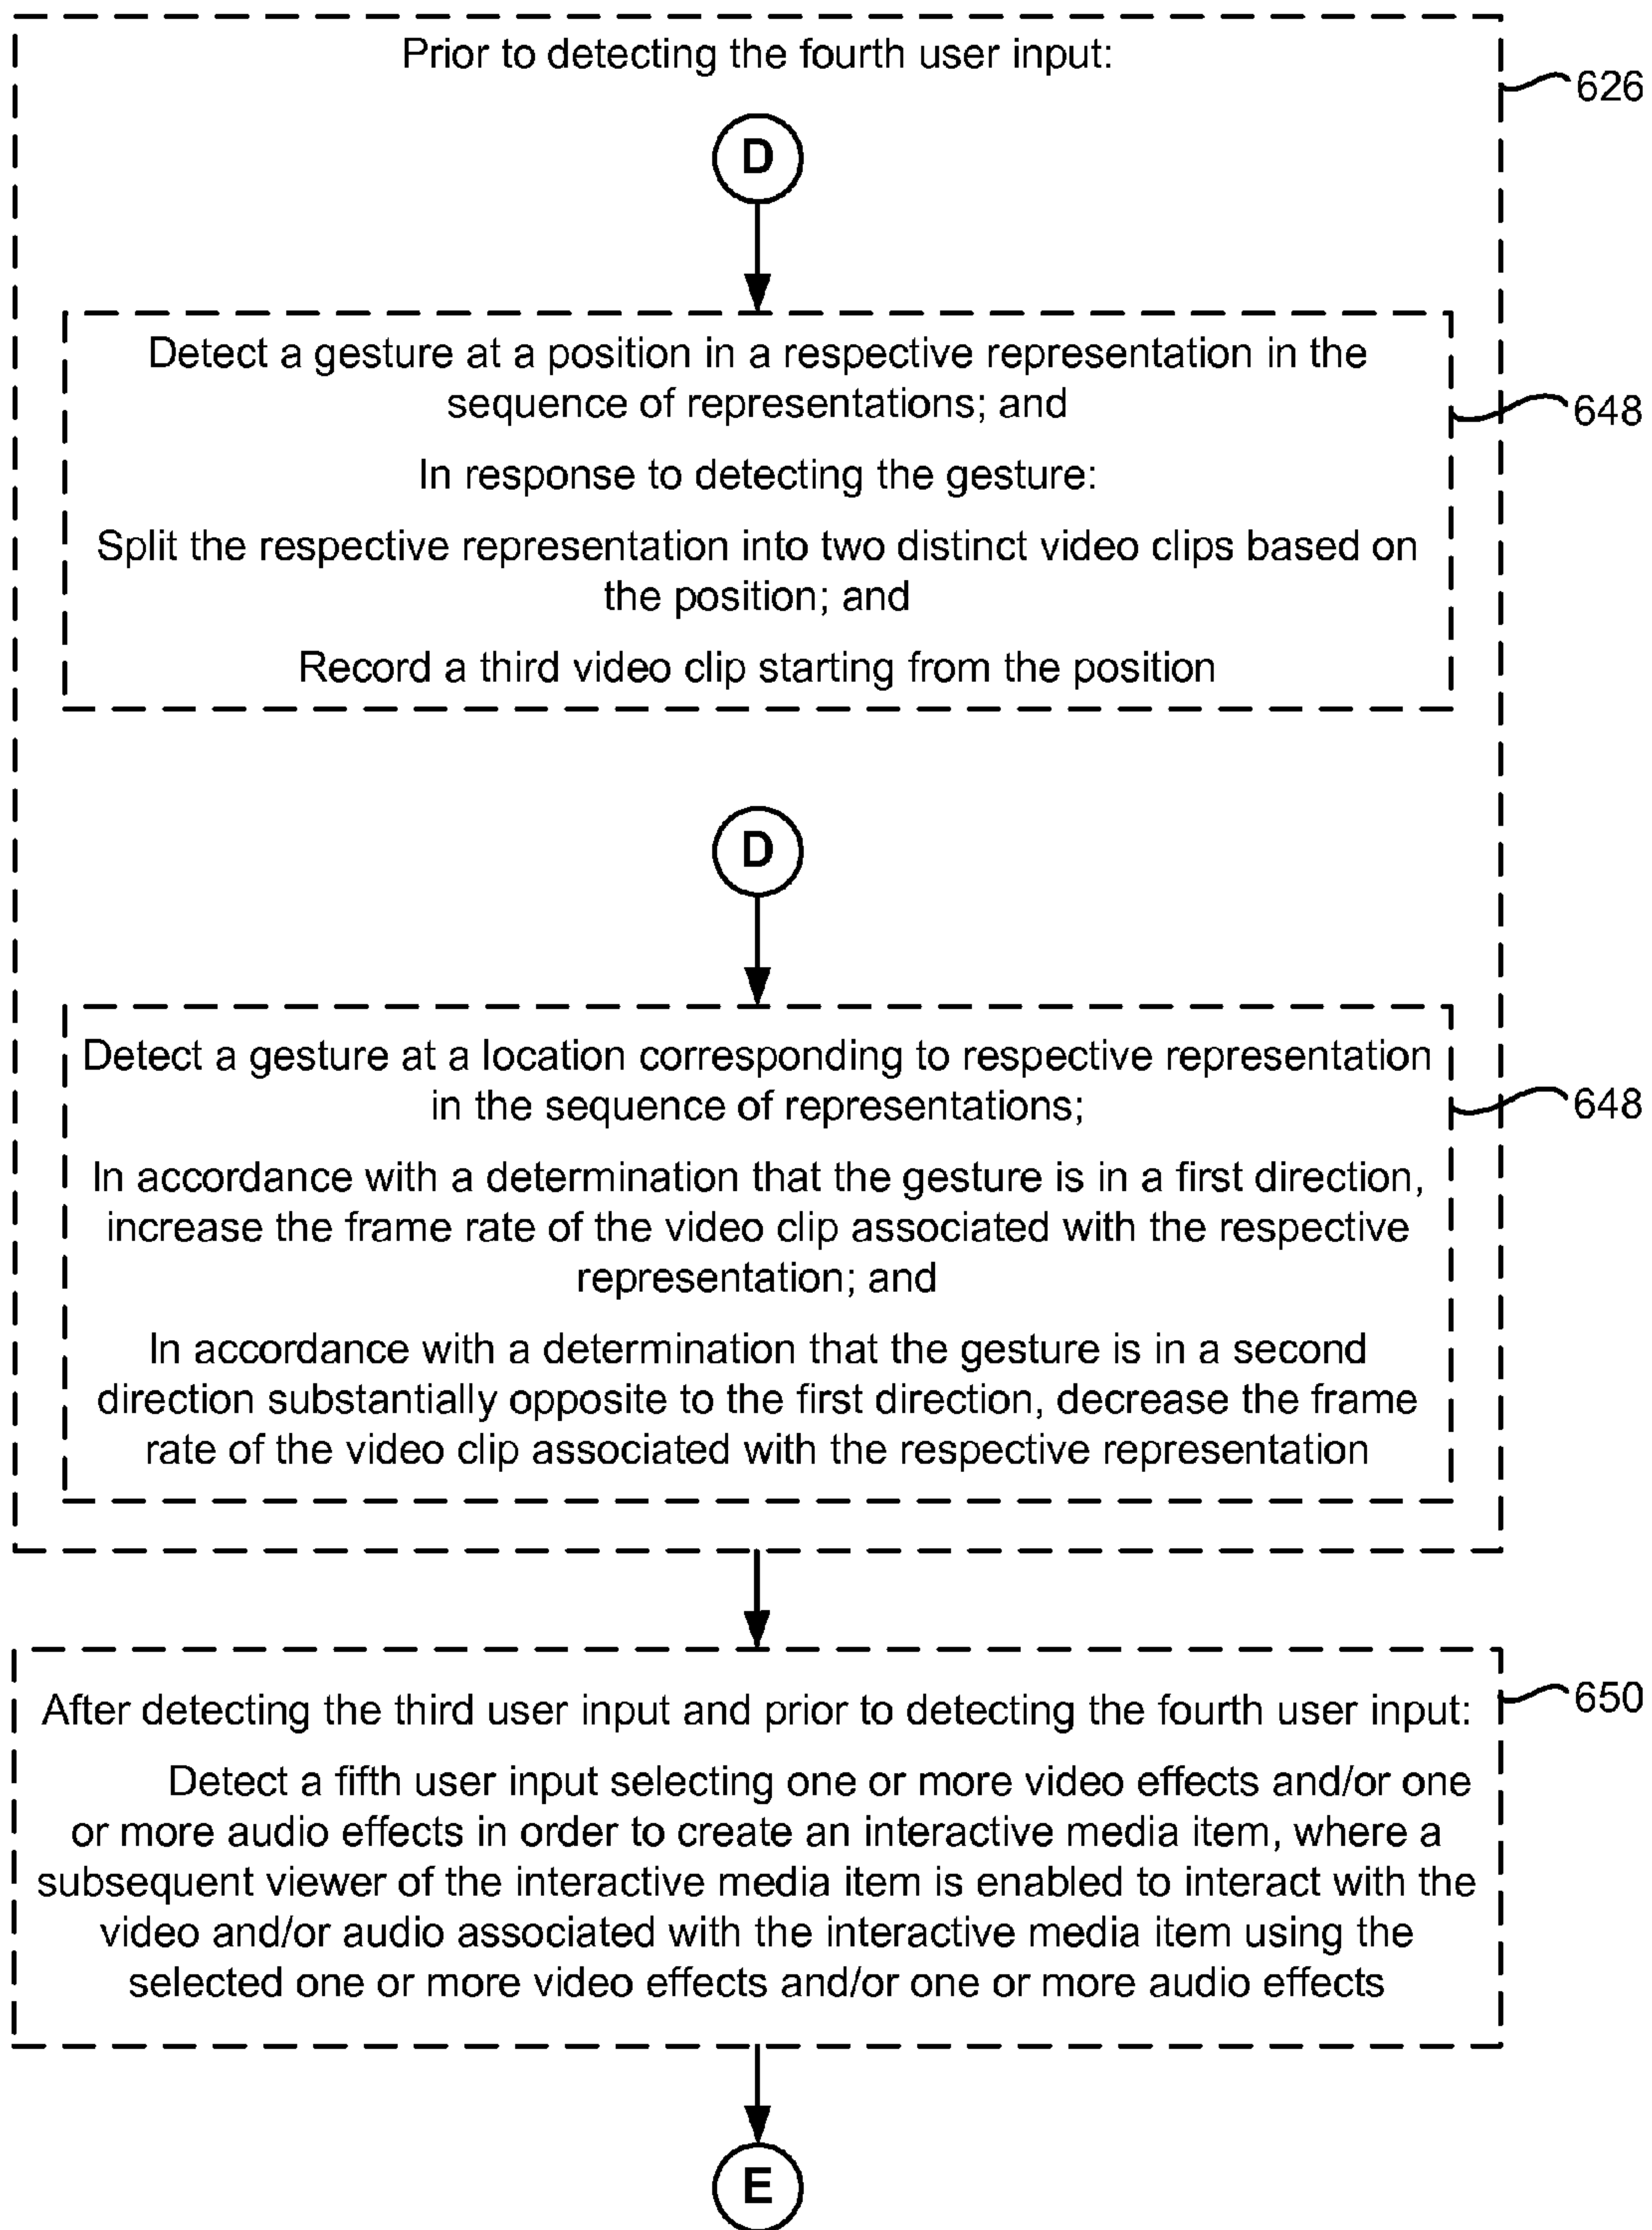 Prior to detecting the fourth user input:
626
D
Detect a gesture at a position in a respective representation in the
sequence of representations; and
648
In response to detecting the gesture:
Split the respective representation into two distinct video clips based on
the position; and
Record a third video clip starting from the position
D
Detect a gesture at a location corresponding to respective representation
in the sequence of representations;
648
In accordance with a determination that the gesture is in a first direction,
increase the frame rate of the video clip associated with the respective
representation; and
In accordance with a determination that the gesture is in a second
direction substantially opposite to the first direction, decrease the frame
rate of the video clip associated with the respective representation
650
After detecting the third user input and prior to detecting the fourth user input:
Detect a fifth user input selecting one or more video effects and/or one
or more audio effects in order to create an interactive media item, where a
subsequent viewer of the interactive media item is enabled to interact with the
video and/or audio associated with the interactive media item using the
selected one or more video effects and/or one or more audio effects
E